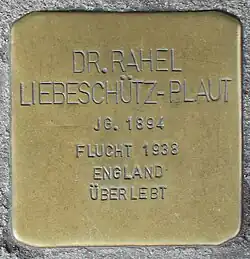 DR. RAHEL
LIEBESCHÜTZ-PLAUT
JG. 1894
FLUCHT 1938
ENGLAND
ÜBERLEBT